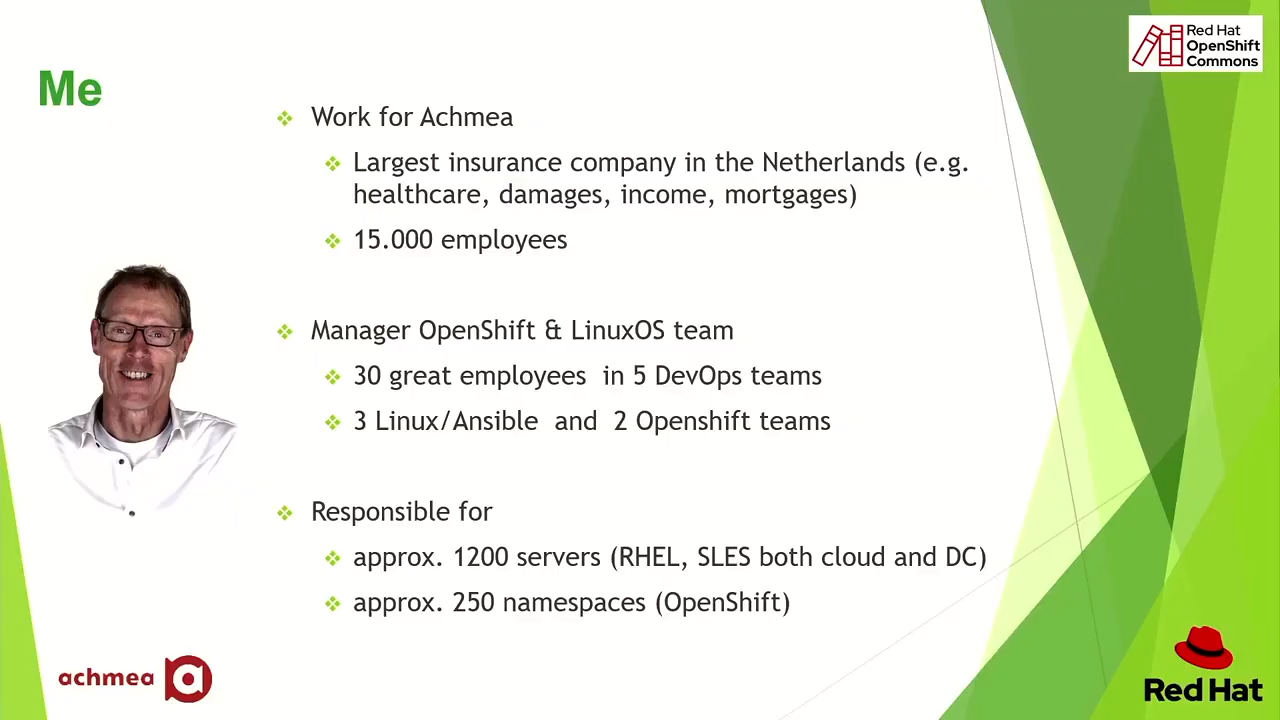 Red Hat
OpenShift
Commons
Me
Work for Achmea
Largest insurance company in the Netherlands (e.g.
healthcare, damages, income, mortgages)
15.000 employees
Manager OpenShift & LinuxOS team
30 great employees in 5 DevOps teams
3 Linux/Ansible and 2 Openshift teams
Responsible for
approx. 1200 servers (RHEL, SLES both cloud and DC)
approx. 250 namespaces (OpenShift)
achmea
Red Hat